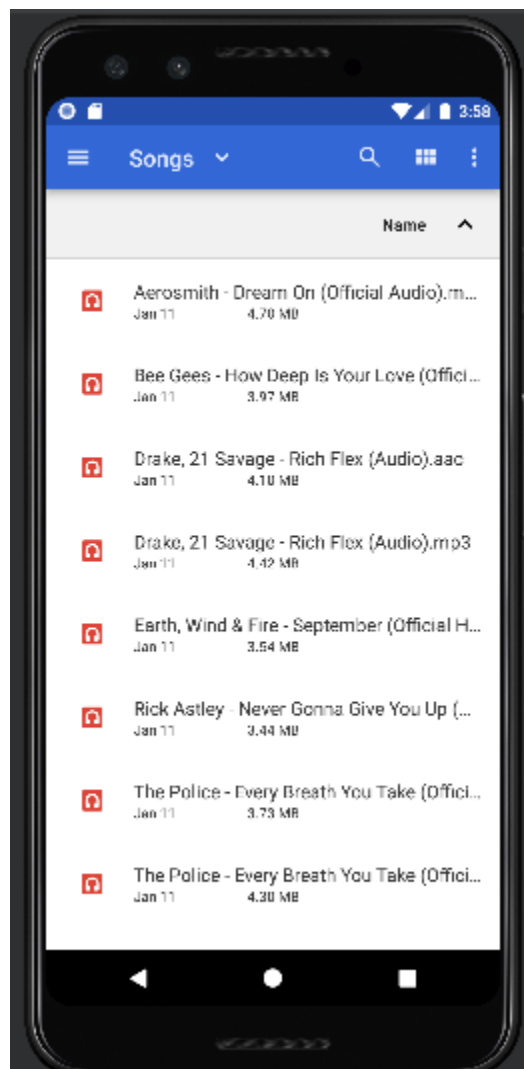 3:58
Songs
Name
Aerosmith - Dream On (Official Audio).m...
Jan 11 4.70 MB
Bee Gees - How Deep Is Your Love (Offici...
Jan 11 3.97 MB
Drake, 21 Savage - Rich Flex (Audio).aac
Jan 11 4.10 MB
Drake, 21 Savage - Rich Flex (Audio).mp3
Jan 11 4.42 MB
Earth, Wind & Fire - September (Official H...
Jan 11 3.54 MB
Rick Astley - Never Gonna Give You Up (...
Jan 11 3.44 MB
The Police - Every Breath You Take (Offici...
Jan 11 3.73 MB
The Police - Every Breath You Take (Offici...
Jan 11 4.30 MB